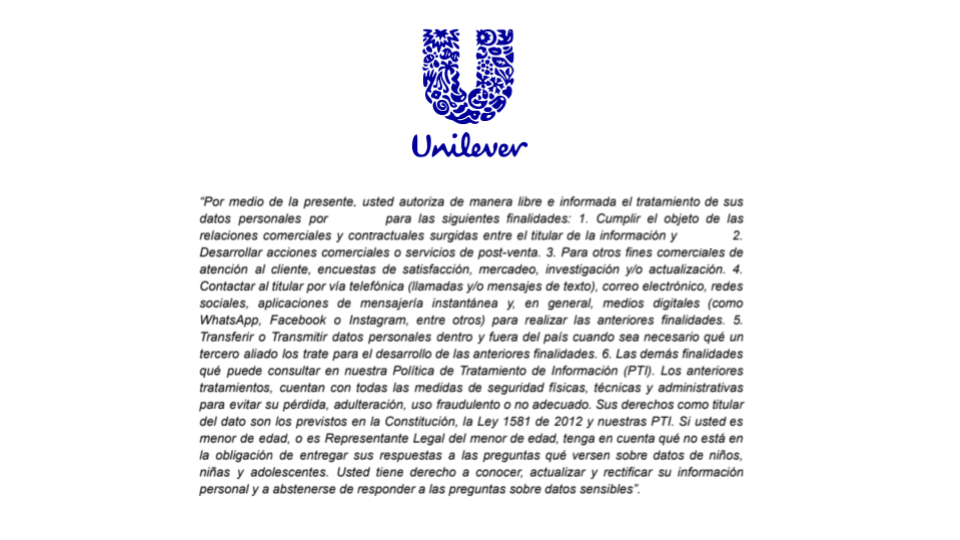 Unilever
“Por medio de la presente, usted autoriza de manera libre e informada el tratamiento de sus
datos personales por para las siguientes finalidades: 1. Cumplir el objeto de las
relaciones comerciales y contractuales surgidas entre el titular de la información y 2.
Desarrollar acciones comerciales o servicios de post-venta. 3. Para otros fines comerciales de
atención al cliente, encuestas de satisfacción, mercadeo, investigación y/o actualización. 4.
Contactar al titular por vía telefónica (llamadas y/o mensajes de texto), correo electrónico, redes
sociales, aplicaciones de mensajería instantánea y, en general, medios digitales (como
WhatsApp, Facebook o Instagram, entre otros) para realizar las anteriores finalidades. 5.
Transferir o Transmitir datos personales dentro y fuera del país cuando sea necesario qué un
tercero aliado los trate para el desarrollo de las anteriores finalidades. 6. Las demás finalidades
qué puede consultar en nuestra Política de Tratamiento de Información (PTI). Los anteriores
tratamientos, cuentan con todas las medidas de seguridad físicas, técnicas y administrativas
para evitar su pérdida, adulteración, uso fraudulento o no adecuado. Sus derechos como titular
del dato son los previstos en la Constitución, la Ley 1581 de 2012 y nuestras PTI. Si usted es
menor de edad, o es Representante Legal del menor de edad, tenga en cuenta qué no está en
la obligación de entregar sus respuestas a las preguntas qué versen sobre datos de niños,
niñas y adolescentes. Usted tiene derecho a conocer, actualizar y rectificar su información
personal y a abstenerse de responder a las preguntas sobre datos sensibles”.